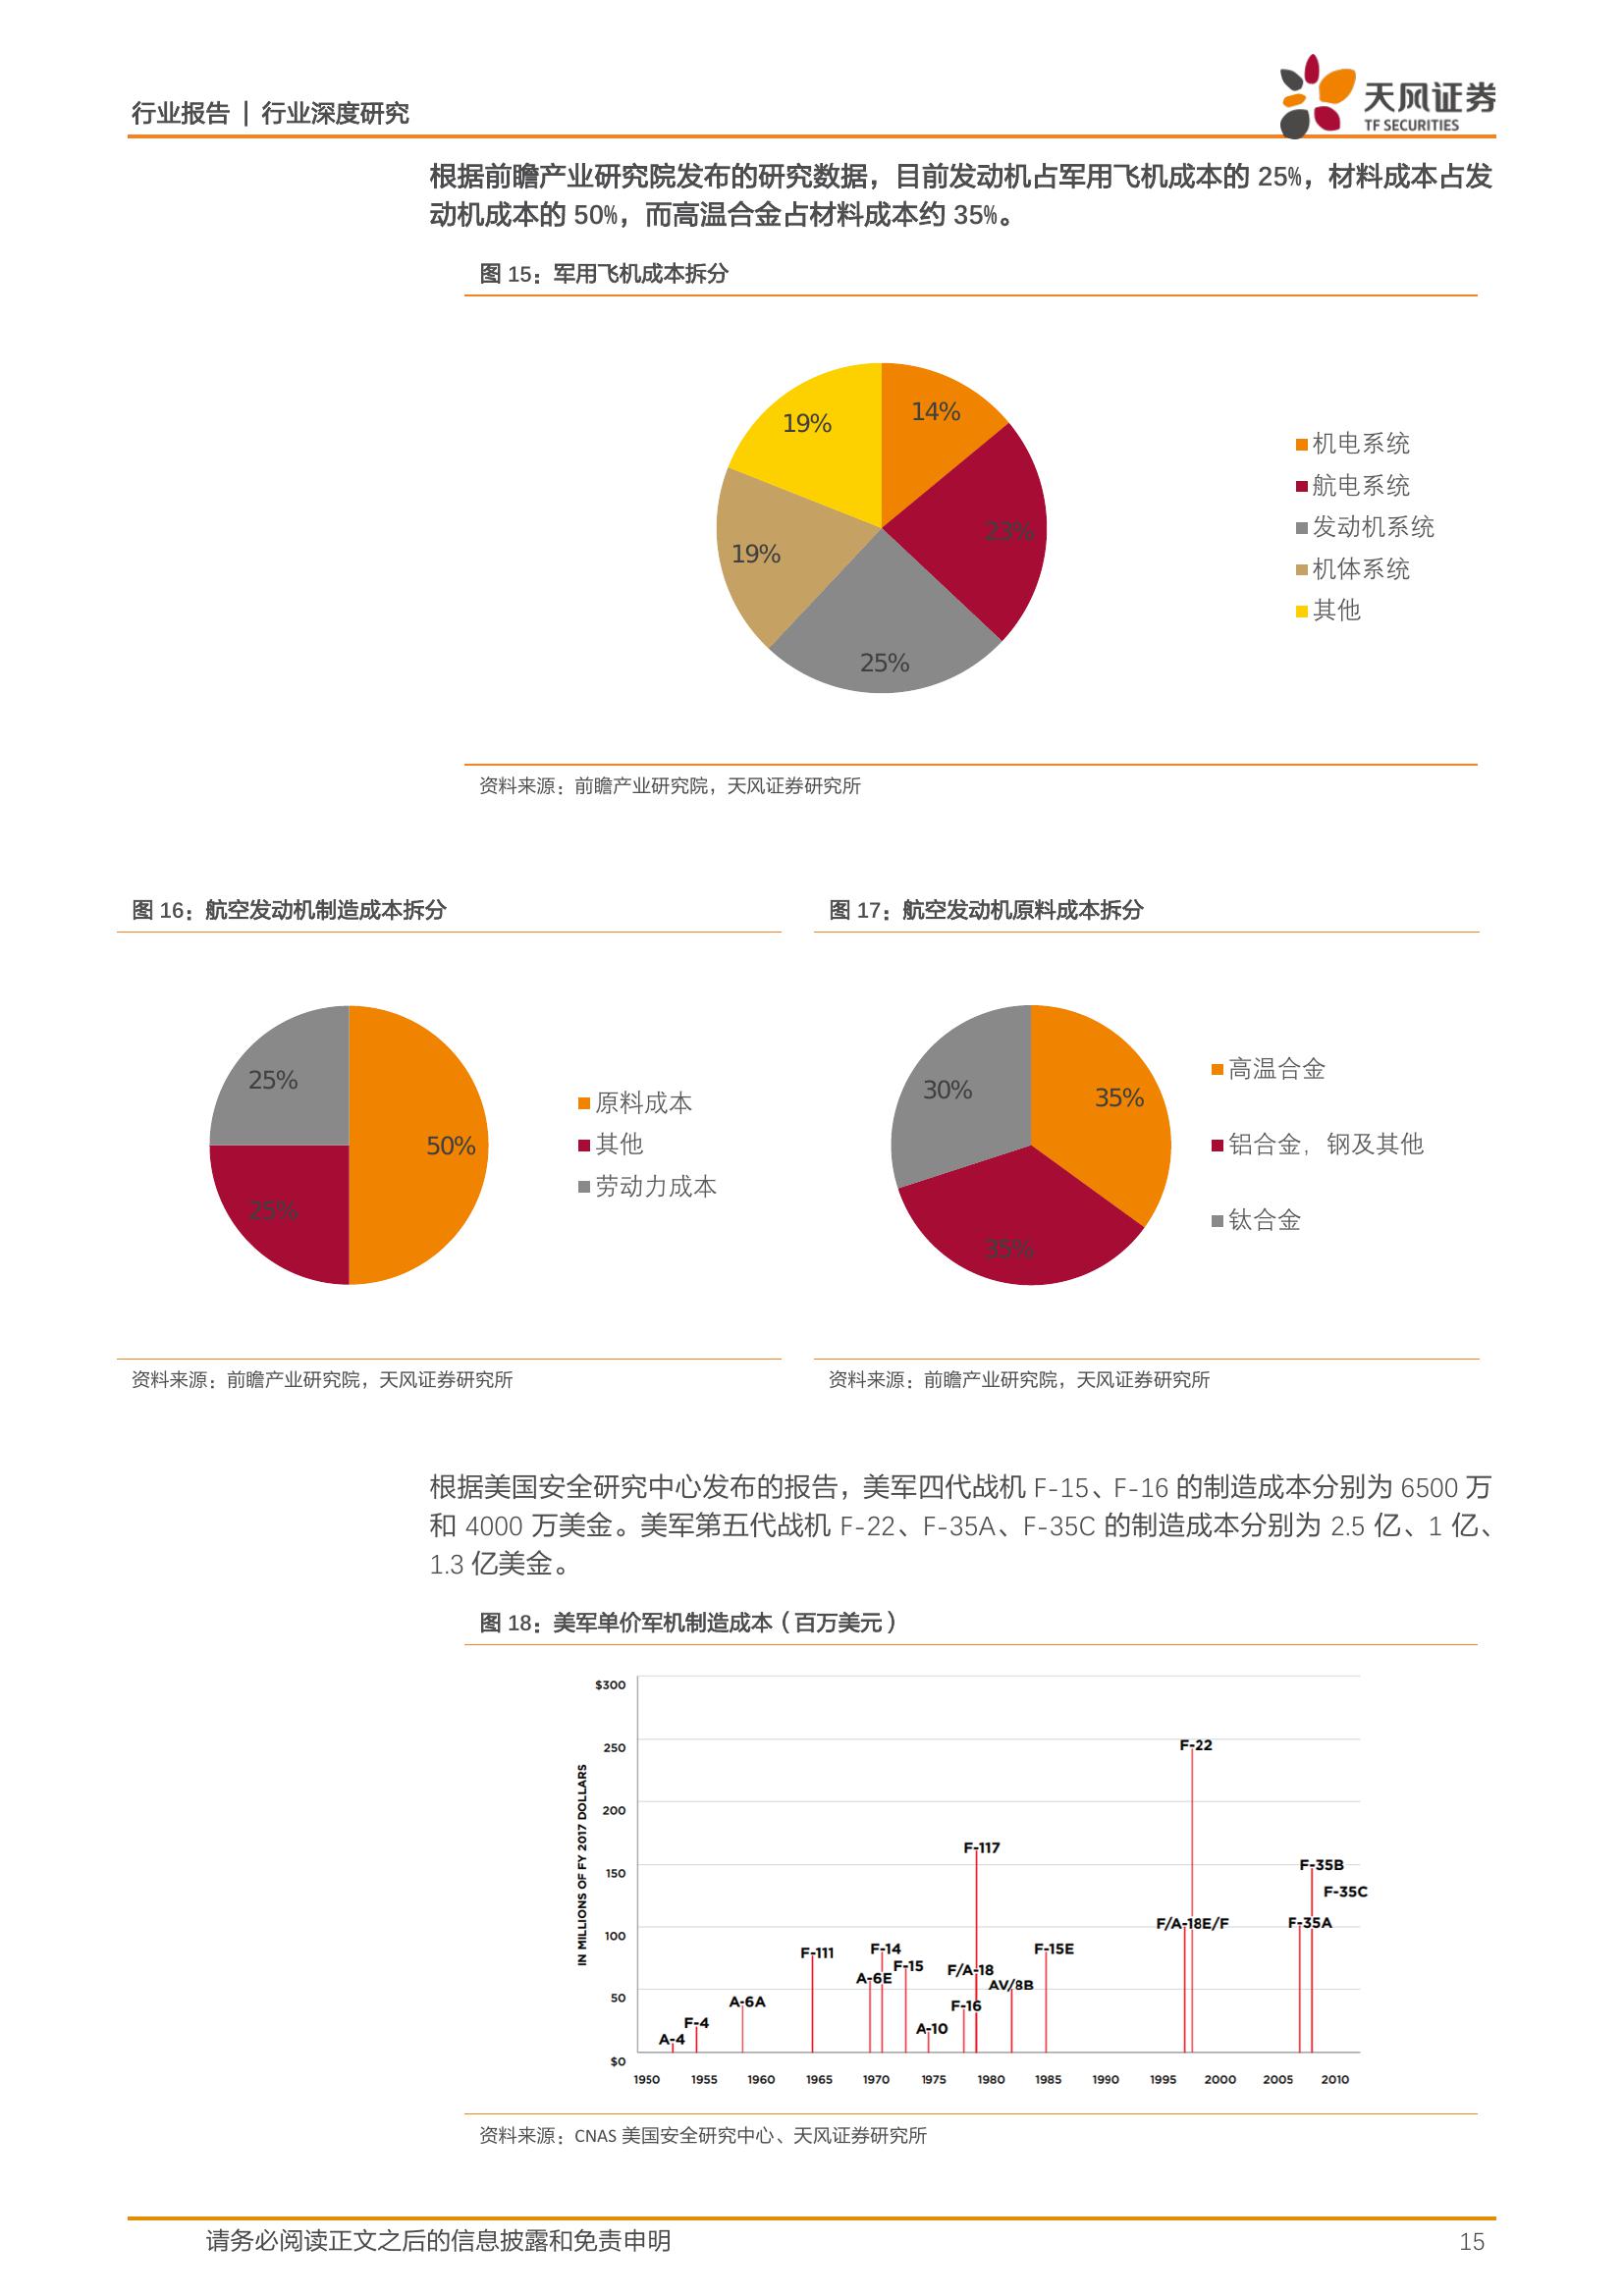 行业报告 | 行业深度研究
天风证券
TF SECURITIES
根据前瞻产业研究院发布的研究数据，目前发动机占军用飞机成本的 25%，材料成本占发
动机成本的 50%，而高温合金占材料成本约 35%。
图 15：军用飞机成本拆分
14%
23%
25%
19%
19%
机电系统
航电系统
发动机系统
机体系统
其他
资料来源：前瞻产业研究院，天风证券研究所
图 16：航空发动机制造成本拆分
50%
25%
25%
原料成本
其他
劳动力成本
资料来源：前瞻产业研究院，天风证券研究所
图 17：航空发动机原料成本拆分
35%
35%
30%
高温合金
铝合金，钢及其他
钛合金
资料来源：前瞻产业研究院，天风证券研究所
根据美国安全研究中心发布的报告，美军四代战机 F-15、F-16 的制造成本分别为 6500 万
和 4000 万美金。美军第五代战机 F-22、F-35A、F-35C 的制造成本分别为 2.5 亿、1 亿、
1.3 亿美金。
图 18：美军单价军机制造成本（百万美元）
IN MILLIONS OF FY 2017 DOLLARS
$300
250
200
150
100
50
$0
A-4
F-4
A-6A
F-111
A-6E
F-14
F-15
A-10
F-16
F/A-18
F-117
AV/8B
F-15E
F/A-18E/F
F-22
F-35A
F-35B
F-35C
1950 1955 1960 1965 1970 1975 1980 1985 1990 1995 2000 2005 2010
资料来源：CNAS 美国安全研究中心、天风证券研究所
请务必阅读正文之后的信息披露和免责申明 15